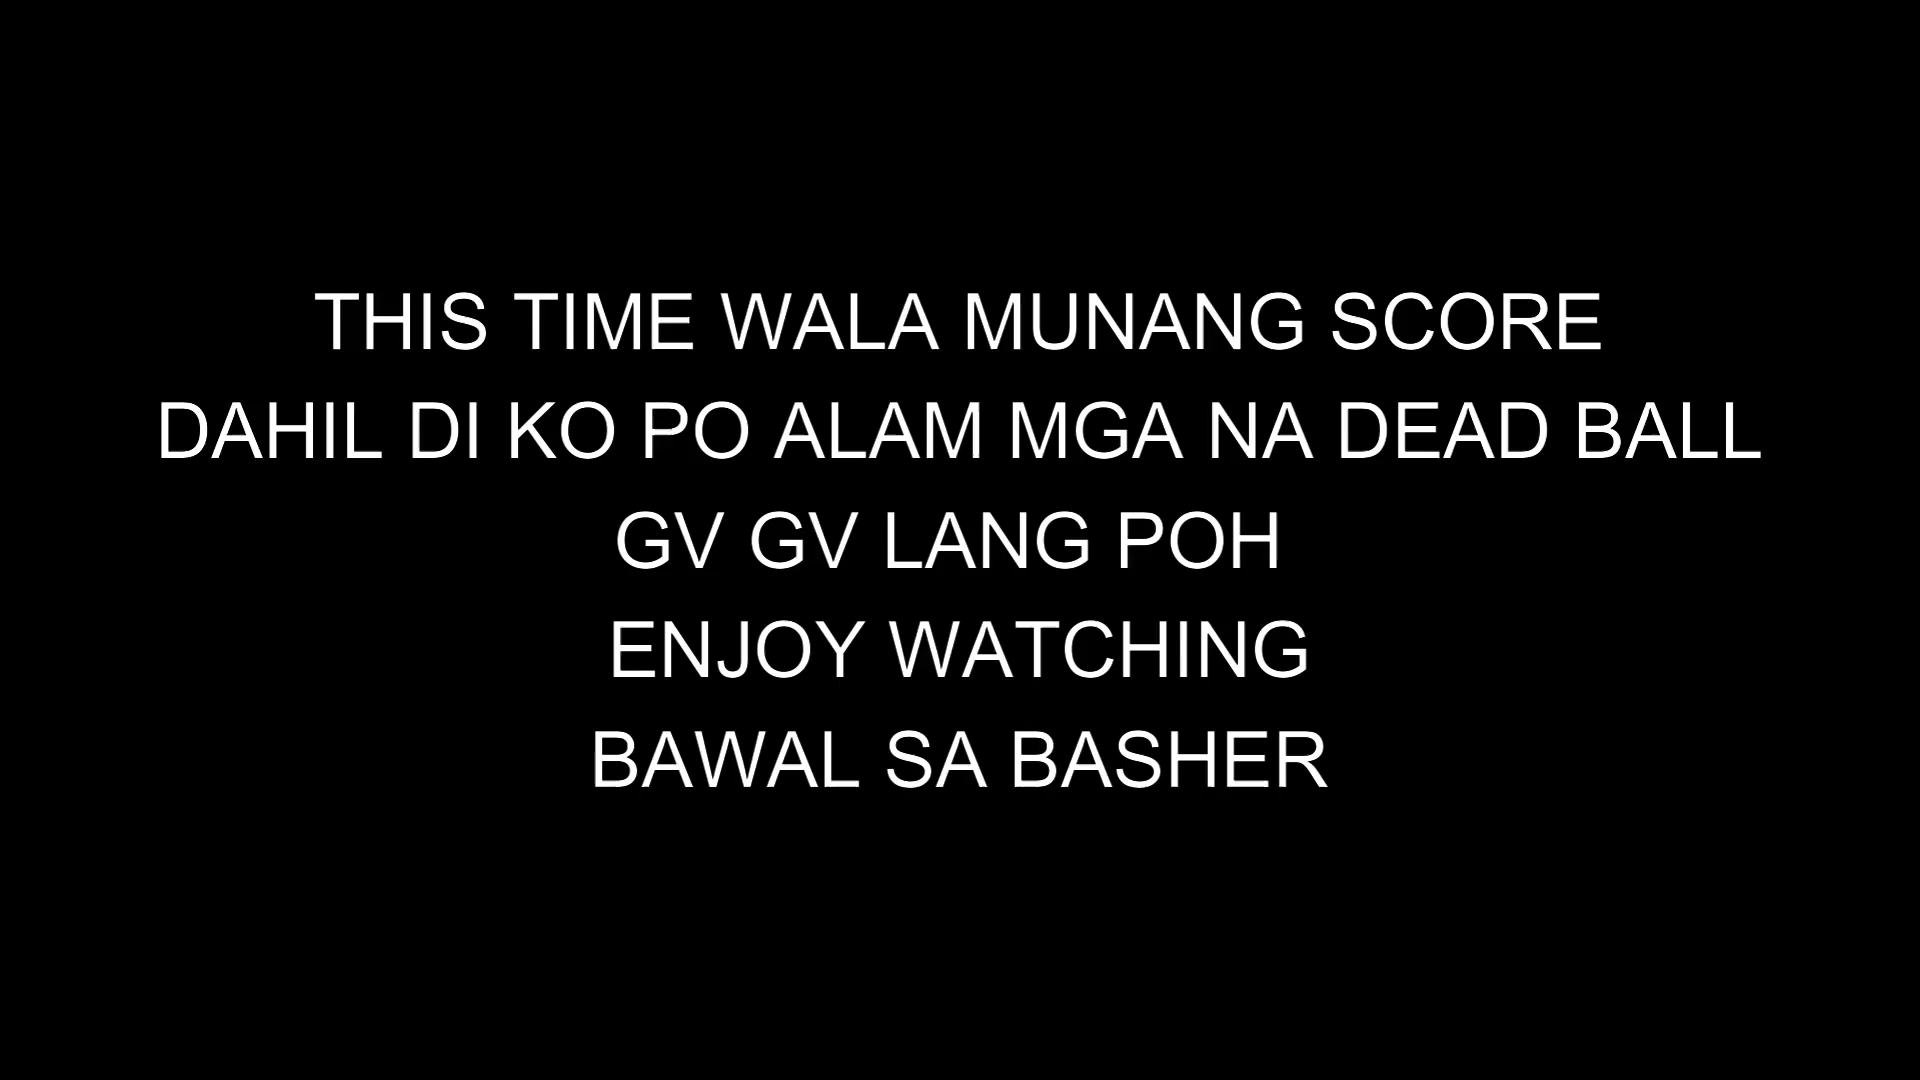 THIS TIME WALA MUNANG SCORE
DAHIL DI KO PO ALAM MGA NA DEAD BALL
GV GV LANG POH
ENJOY WATCHING
BAWAL SA BASHER